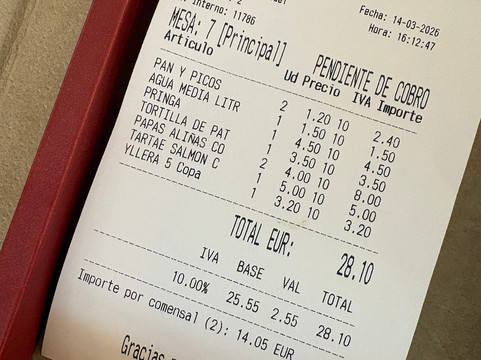 Interno: 11786
Fecha: 14-03-2026
Hora: 16:12:47
MESA: 7 [Principal]
PENDIENTE DE COBRO
Artículo Ud Precio IVA Importe
PAN Y PICOS 2 1.20 10 2.40
AGUA MEDIA LITR 1 1.50 10 1.50
PRINGA 1 4.50 10 4.50
TORTILLA DE PAT 1 3.50 10 3.50
PAPAS ALIÑAS CO 2 4.00 10 8.00
TARTAE SALMON C 1 5.00 10 5.00
YLLERA 5 Copa 1 3.20 10 3.20
TOTAL EUR: 28.10
IVA BASE VAL TOTAL
10.00% 25.55 2.55 28.10
Importe por comensal (2): 14.05 EUR
Gracias